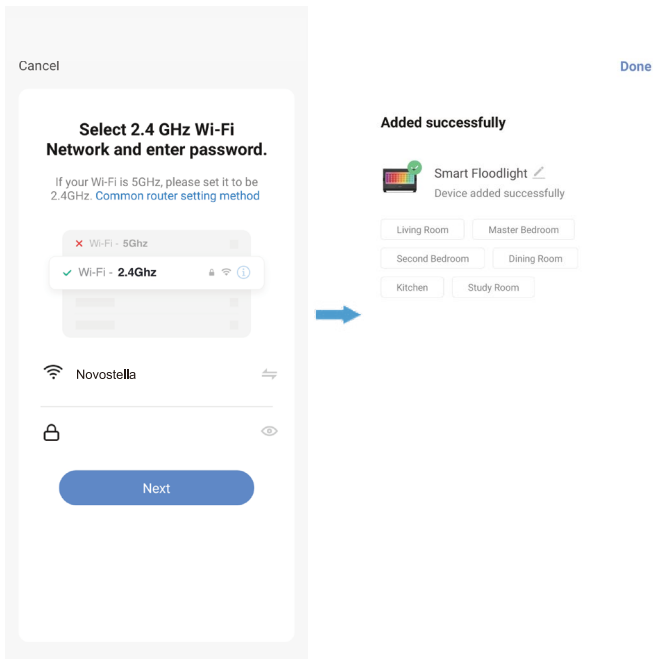 Cancel
Select 2.4 GHz Wi-Fi
Network and enter password.
If your Wi-Fi is 5GHz, please set it to be
2.4GHz. Common router setting method
Wi-Fi - 5Ghz
Wi-Fi - 2.4Ghz
Novostella
Next
Done
Added successfully
Smart Floodlight
Device added successfully
Living Room
Master Bedroom
Second Bedroom
Dining Room
Kitchen
Study Room